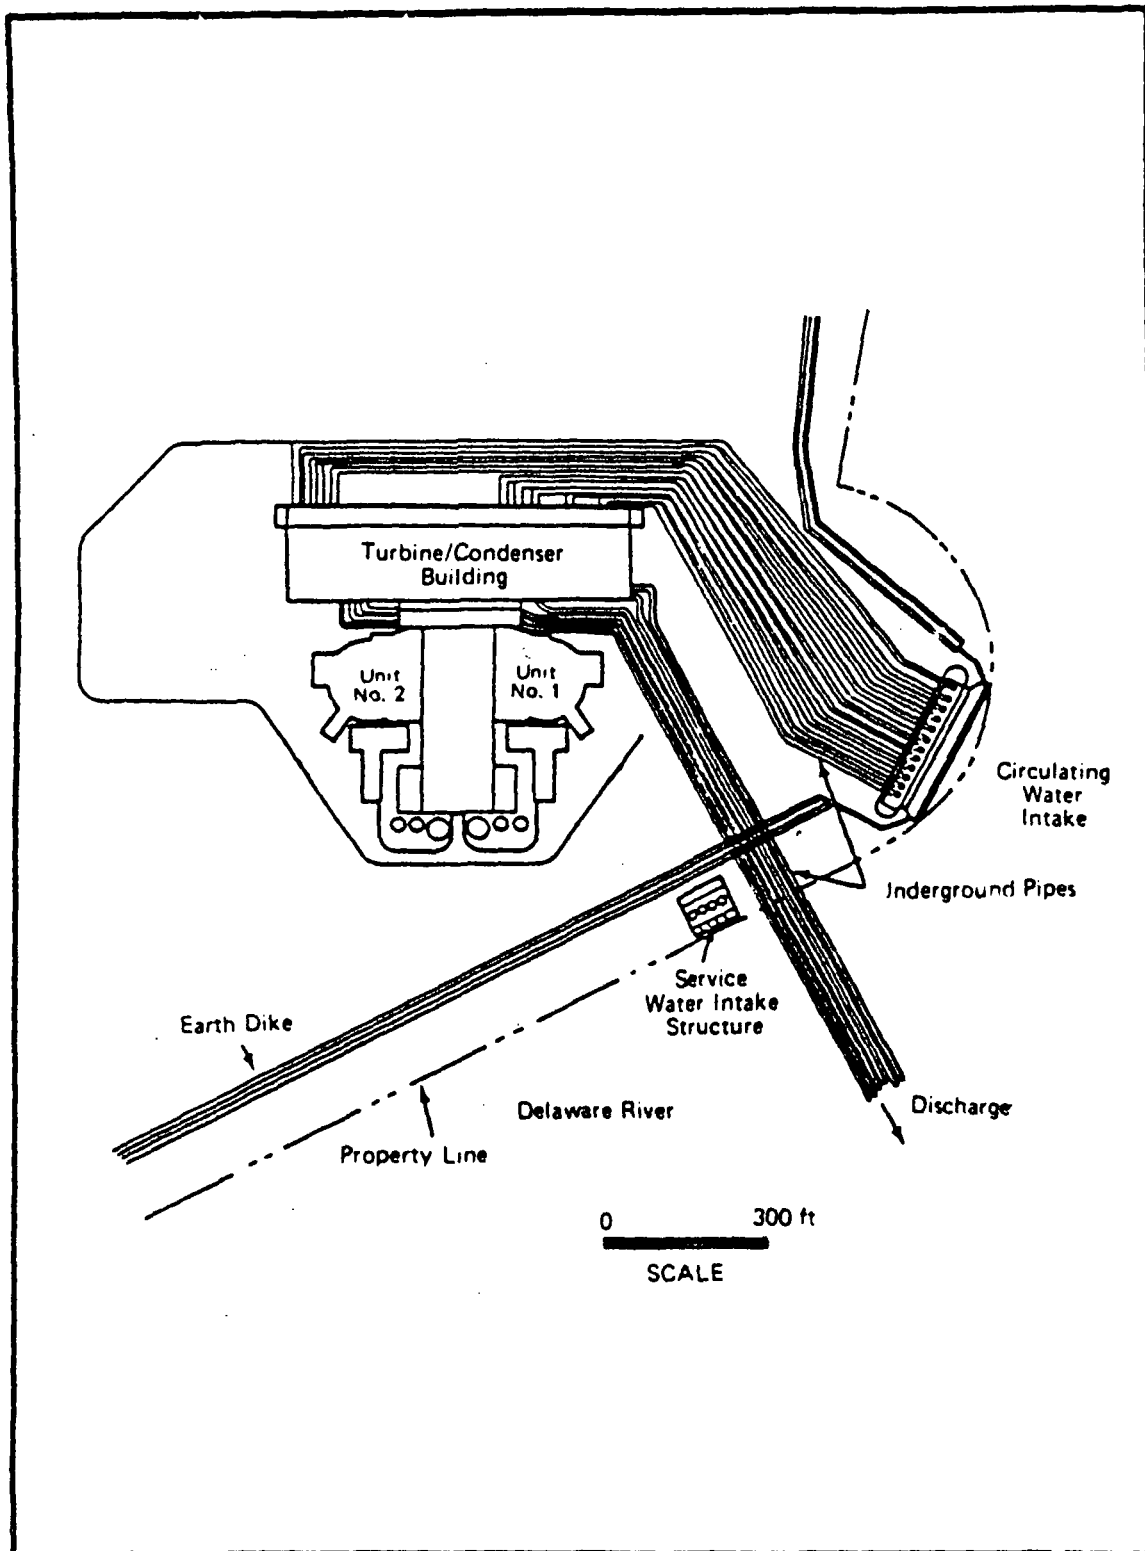 Turbine/Condenser
Building
Unit
No. 2
Unit
No. 1
Circulating
Water
Intake
Underground Pipes
Service
Water Intake
Structure
Earth Dike
Discharge
Delaware River
Property Line
0
300 ft
SCALE